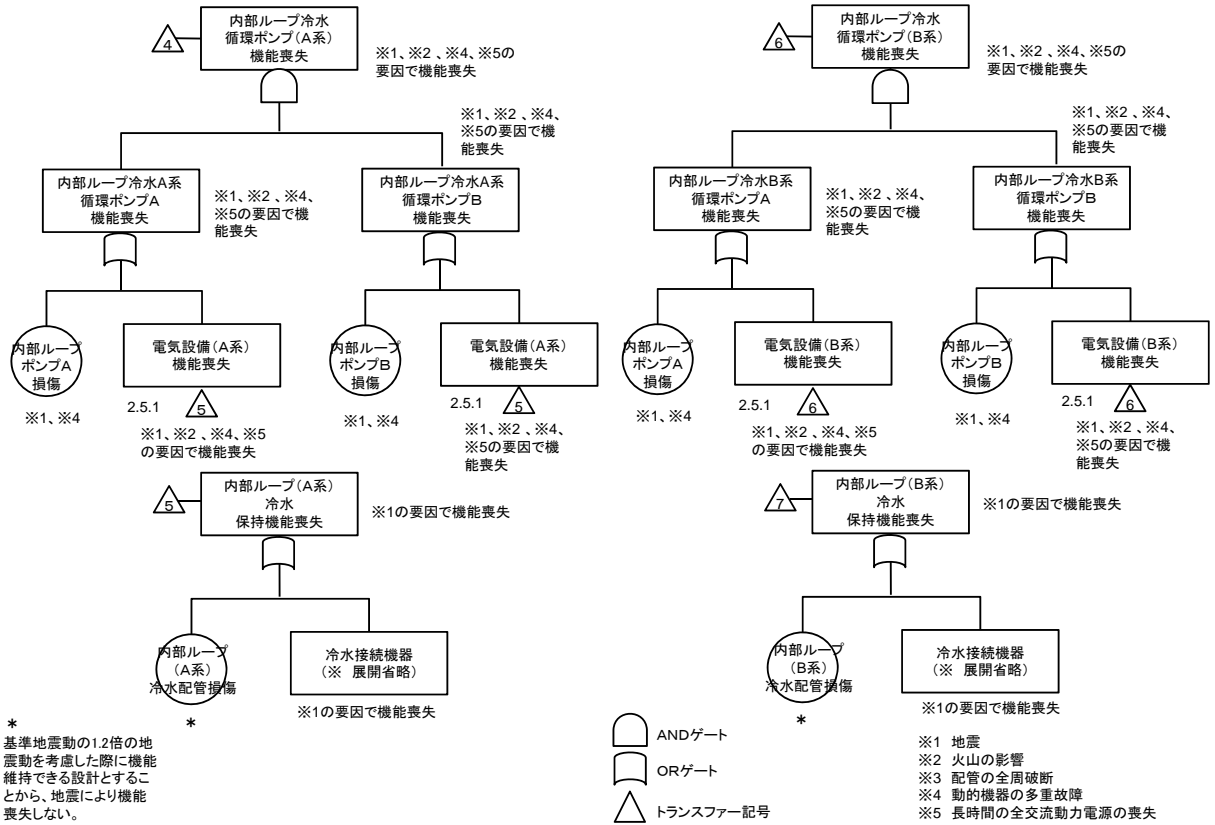 内部ループ冷水
循環ポンプ(A系)
機能喪失
4
※1、※2 、※4、※5の
要因で機能喪失
※1、※2 、※4、
※5の要因で機
能喪失
内部ループ冷水A系
循環ポンプA
機能喪失
※1、※2 、※4、
※5の要因で機
能喪失
内部ループ冷水A系
循環ポンプB
機能喪失
内部ループ
ポンプA
損傷
※1、※4
電気設備(A系)
機能喪失
2.5.1
5
※1、※2 、※4、※5
の要因で機能喪失
内部ループ
ポンプB
損傷
※1、※4
電気設備(A系)
機能喪失
2.5.1
5
※1、※2 、※4、
※5の要因で機
能喪失
内部ループ(A系)
冷水
保持機能喪失
5
※1の要因で機能喪失
内部ループ
(A系)
冷水配管損傷
*
冷水接続機器
(※ 展開省略)
※1の要因で機能喪失
*
基準地震動の1.2倍の地
震動を考慮した際に機能
維持できる設計とするこ
とから、地震により機能
喪失しない。
内部ループ冷水
循環ポンプ(B系)
機能喪失
6
※1、※2 、※4、※5の
要因で機能喪失
※1、※2 、※4、
※5の要因で機
能喪失
内部ループ冷水B系
循環ポンプA
機能喪失
※1、※2 、※4、
※5の要因で機
能喪失
内部ループ冷水B系
循環ポンプB
機能喪失
内部ループ
ポンプA
損傷
※1、※4
電気設備(B系)
機能喪失
2.5.1
6
※1、※2 、※4、※5
の要因で機能喪失
内部ループ
ポンプB
損傷
※1、※4
電気設備(B系)
機能喪失
2.5.1
6
※1、※2 、※4、
※5の要因で機
能喪失
内部ループ(B系)
冷水
保持機能喪失
7
※1の要因で機能喪失
内部ループ
(B系)
冷水配管損傷
*
冷水接続機器
(※ 展開省略)
※1の要因で機能喪失
ANDゲート
ORゲート
トランスファー記号
※1 地震
※2 火山の影響
※3 配管の全周破断
※4 動的機器の多重故障
※5 長時間の全交流動力電源の喪失